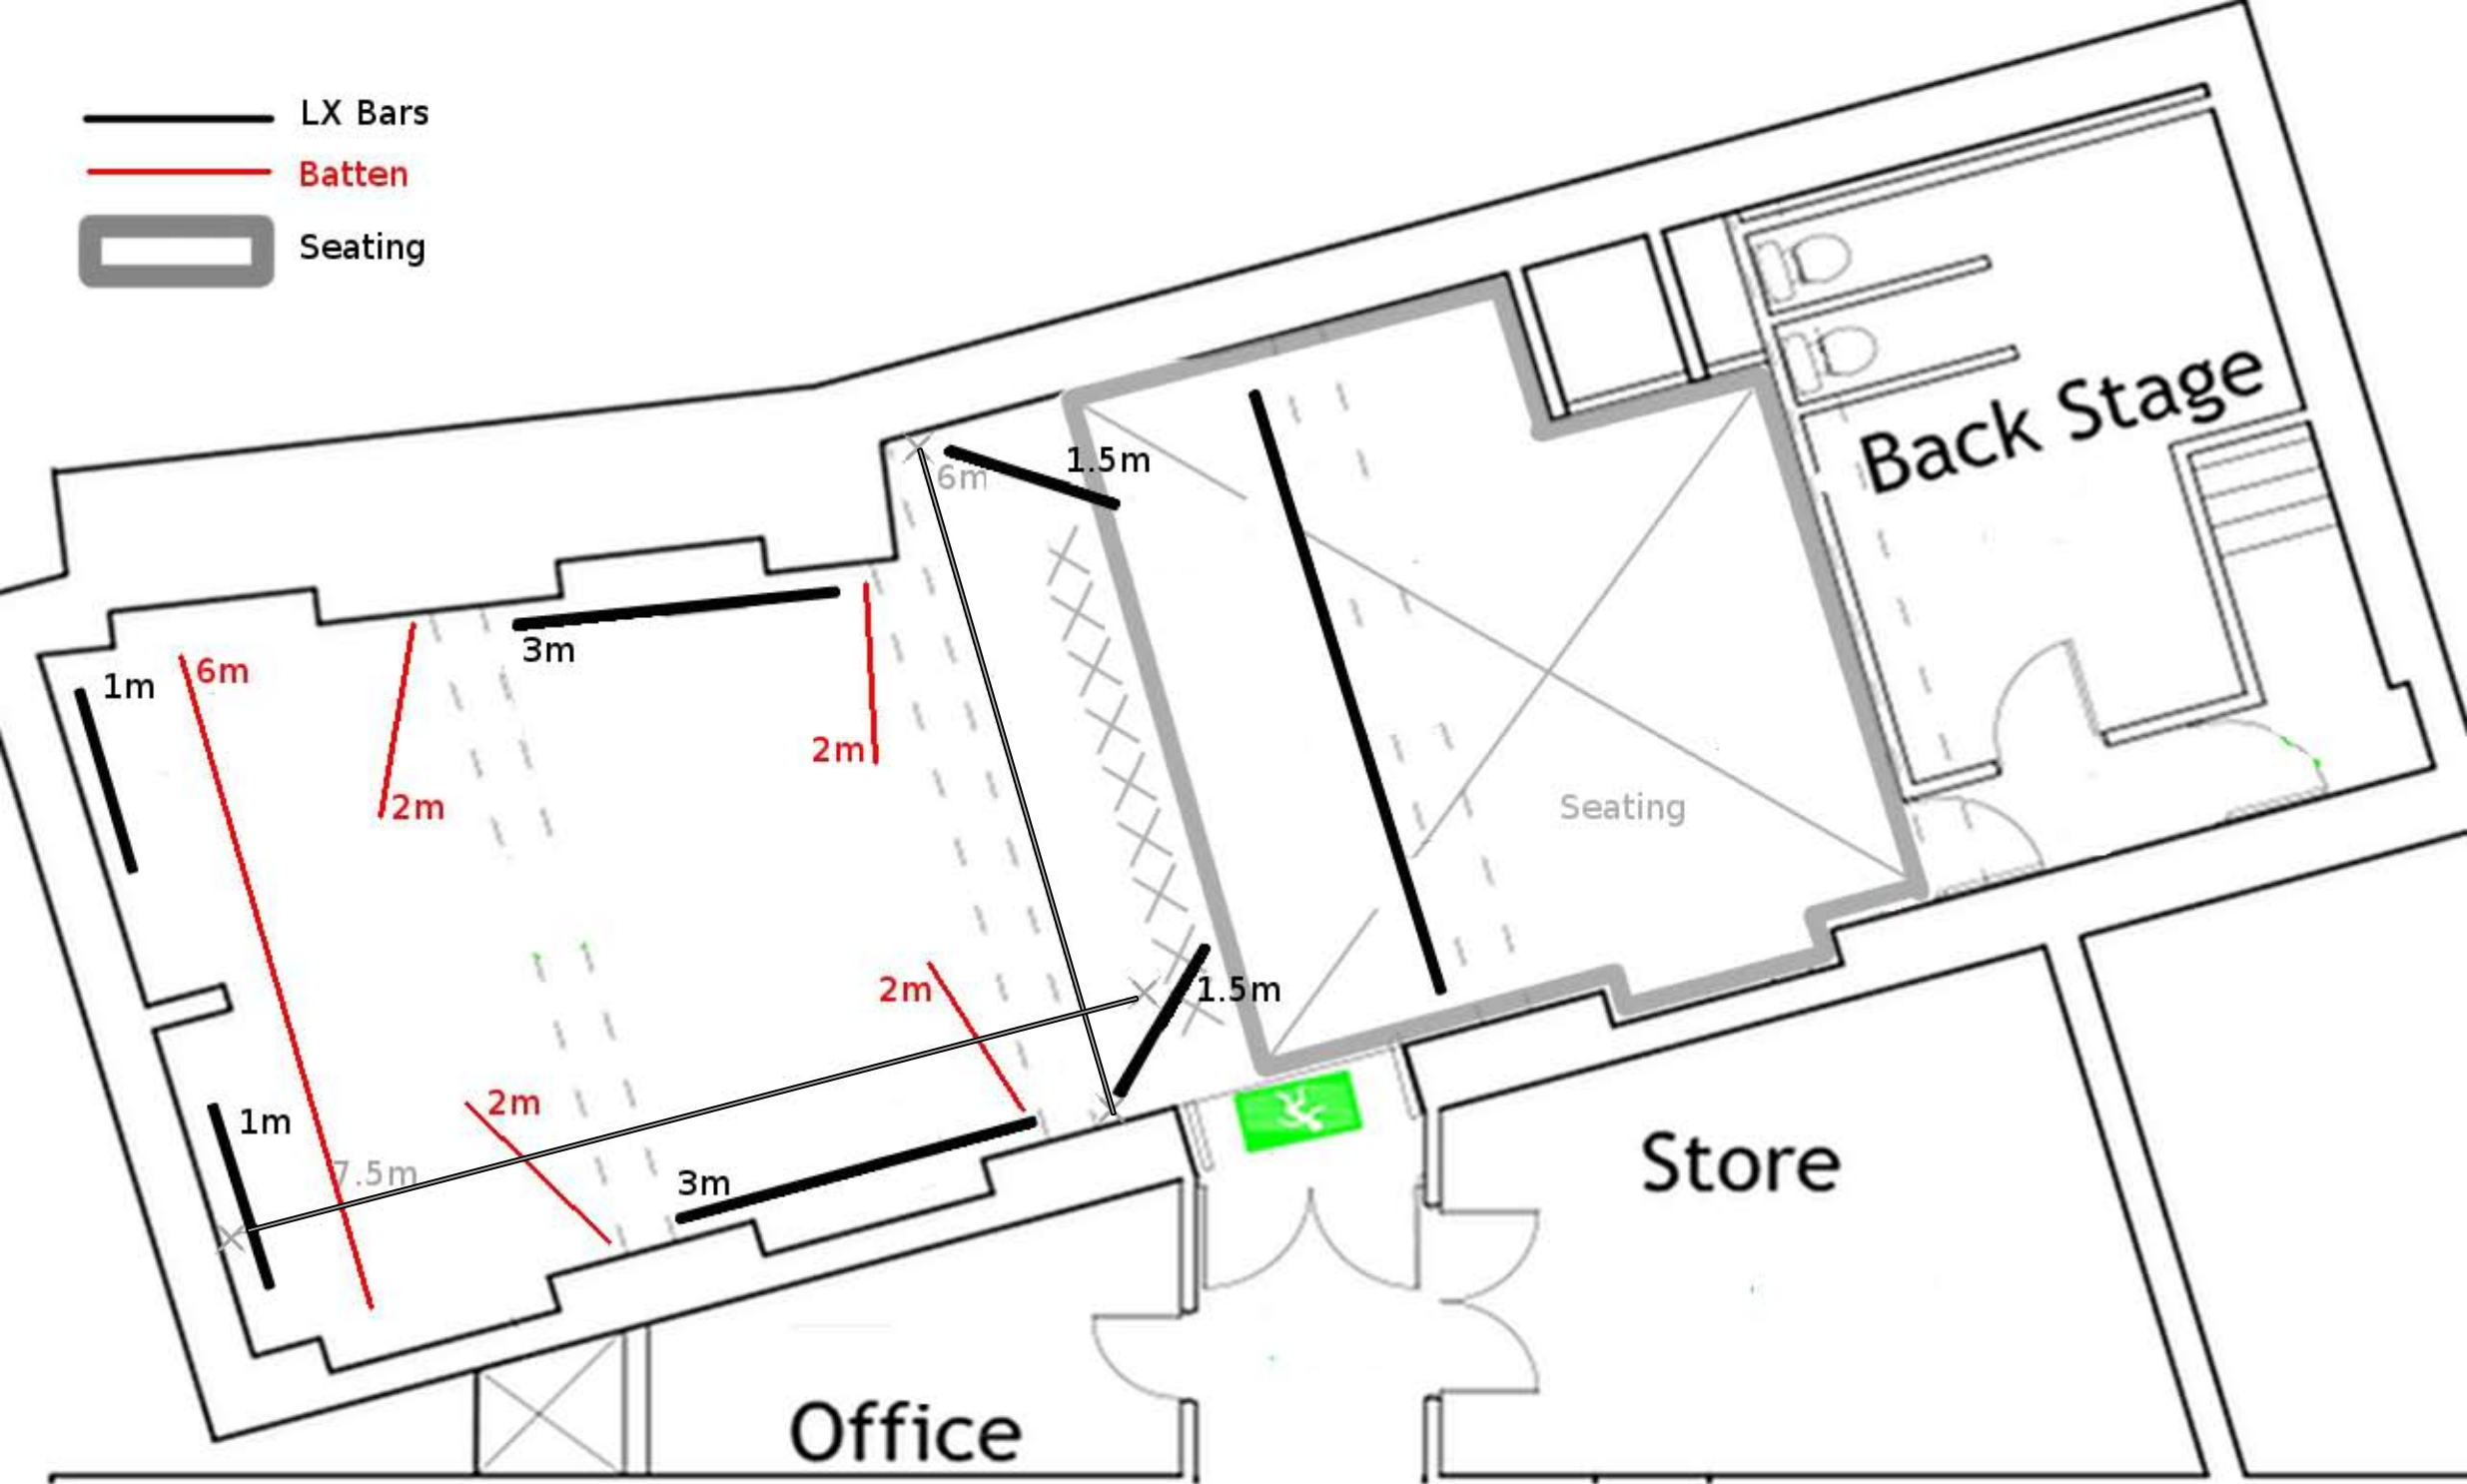 LX Bars
Batten
Seating
Back Stage
1.5m
6m
3m
6m
1m
2m
2m
Seating
2m
1.5m
2m
1m
7.5m
3m
Store
Office